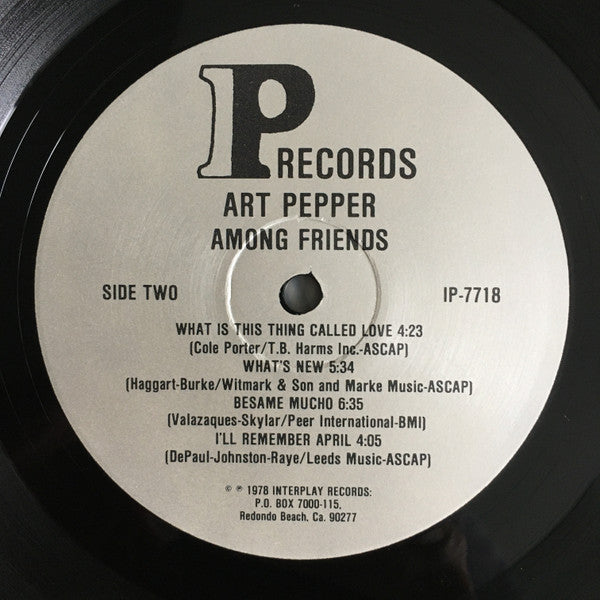 IP RECORDS
ART PEPPER
AMONG FRIENDS
SIDE TWO IP-7718
WHAT IS THIS THING CALLED LOVE 4:23
(Cole Porter/T.B. Harms Inc.-ASCAP)
WHAT'S NEW 5:34
(Haggart-Burke/Witmark & Son and Marke Music-ASCAP)
BESAME MUCHO 6:35
(Valazaques-Skylar/Peer International-BMI)
I'LL REMEMBER APRIL 4:05
(DePaul-Johnston-Raye/Leeds Music-ASCAP)
© ℗ 1978 INTERPLAY RECORDS:
P.O. BOX 7000-115,
Redondo Beach, Ca. 90277